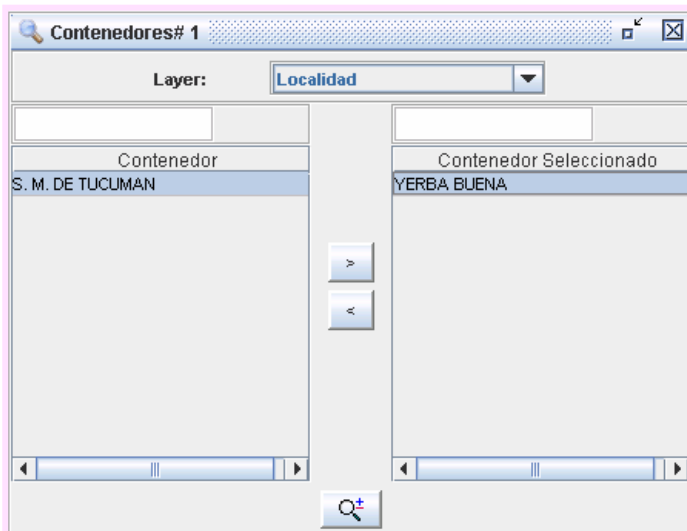 Contenedores# 1
Layer: Localidad
Contenedor
S. M. DE TUCUMAN
Contenedor Seleccionado
YERBA BUENA
>
<